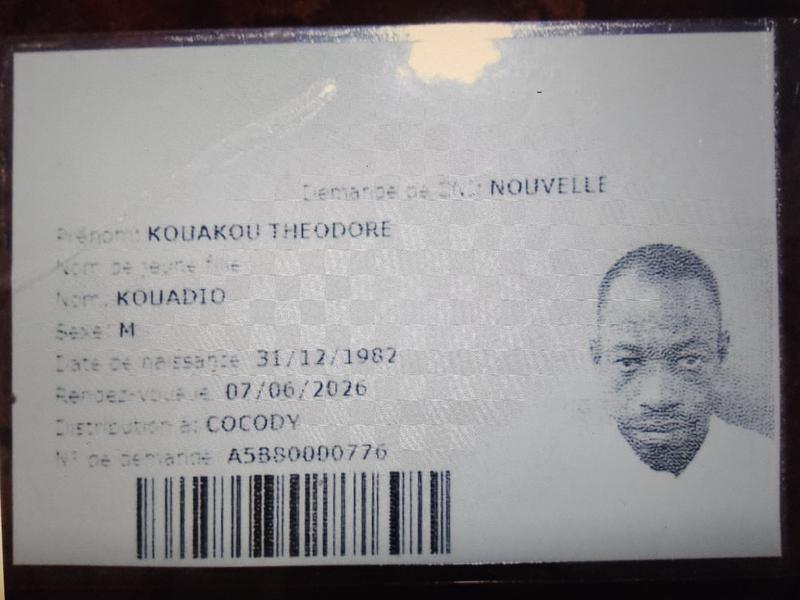 Demande de CNI: NOUVELLE
Prénom: KOUAKOU THEODORE
Nom de jeune fille
Nom: KOUADIO
Sexe: M
Date de naissance 31/12/1982
Rendez-vous le 07/06/2026
Distribution à: COCODY
N° de demande A5B80000776